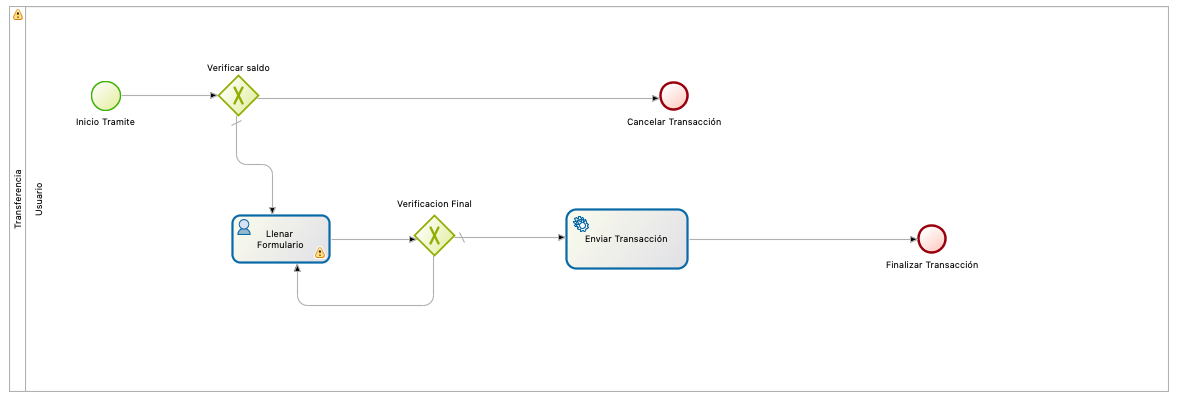 Transferencia
Usuario
Verificar saldo
Inicio Tramite
Cancelar Transacción
Verificacion Final
Llenar
Formulario
Enviar Transacción
Finalizar Transacción